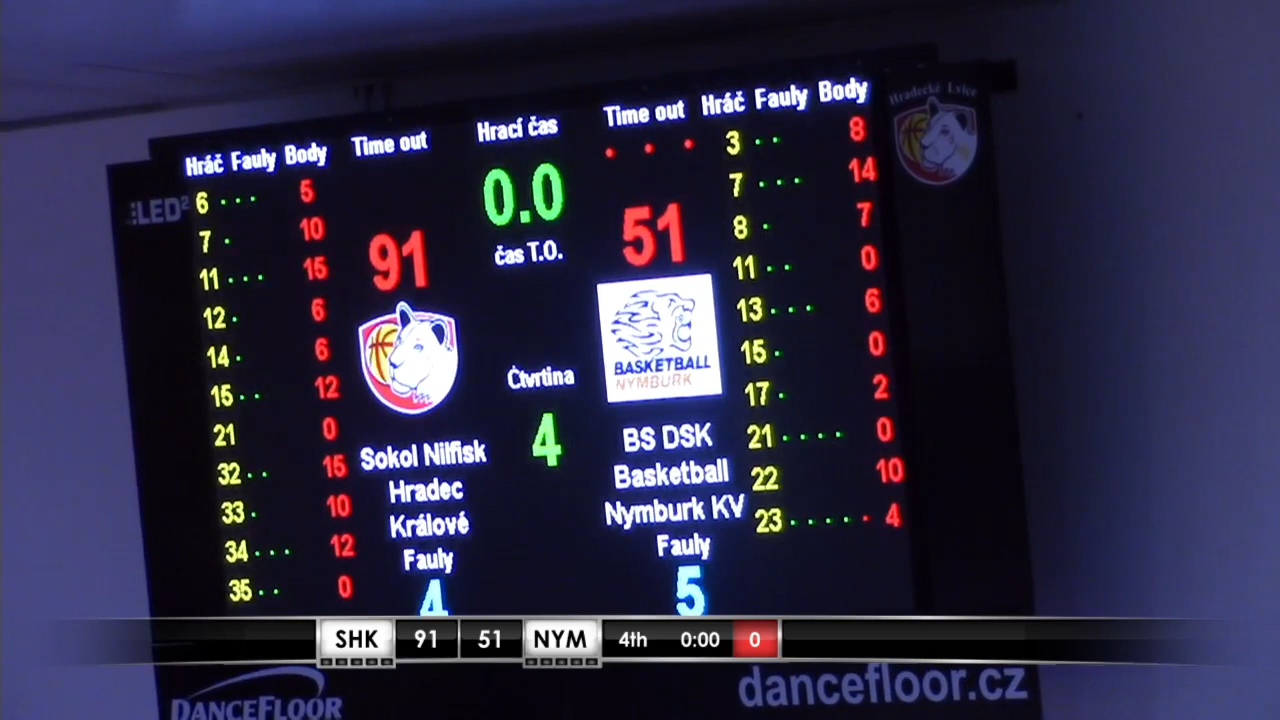 Hráč Fauly Body
6 . . . 5
7 . 10
11 . . . 15
12 . 6
14 . 6
15 . . 12
21 0
32 . . 15
33 . 10
34 . . . 12
35 . . 0
LED²
Time out
91
Sokol Nilfisk
Hradec
Králové
Fauly
4
Hrací čas
0.0
čas T.O.
Čtvrtina
4
Time out
. . .
51
BASKETBALL
NYMBURK
BS DSK
Basketball
Nymburk KV
Fauly
5
Hráč Fauly Body
3 . . 8
7 . . . 14
8 . 7
11 . . 0
13 . . . 6
15 . 0
17 . 2
21 . . . . 0
22 10
23 . . . . . 4
Hradecké Lvice
SHK 91 51 NYM 4th 0:00 0
DANCEFLOOR
dancefloor.cz